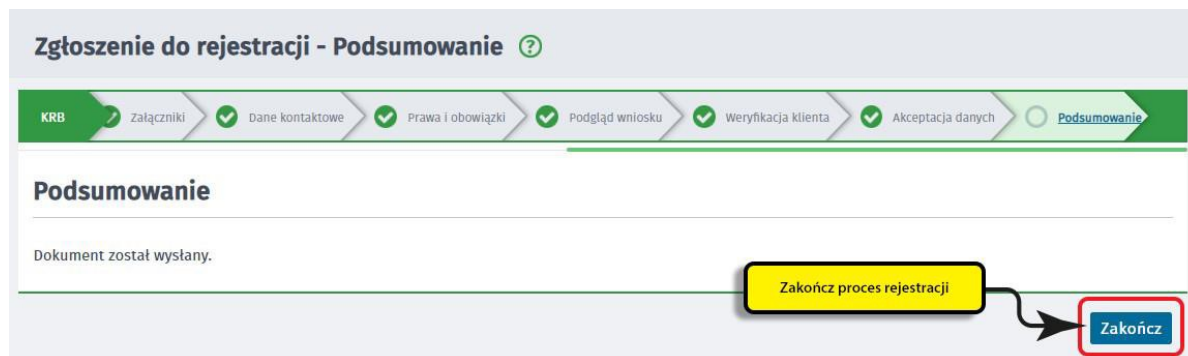 Zgłoszenie do rejestracji - Podsumowanie ?
KRB Załączniki Dane kontaktowe Prawa i obowiązki Podgląd wniosku Weryfikacja klienta Akceptacja danych Podsumowanie
Podsumowanie
Dokument został wysłany.
Zakończ proces rejestracji
Zakończ